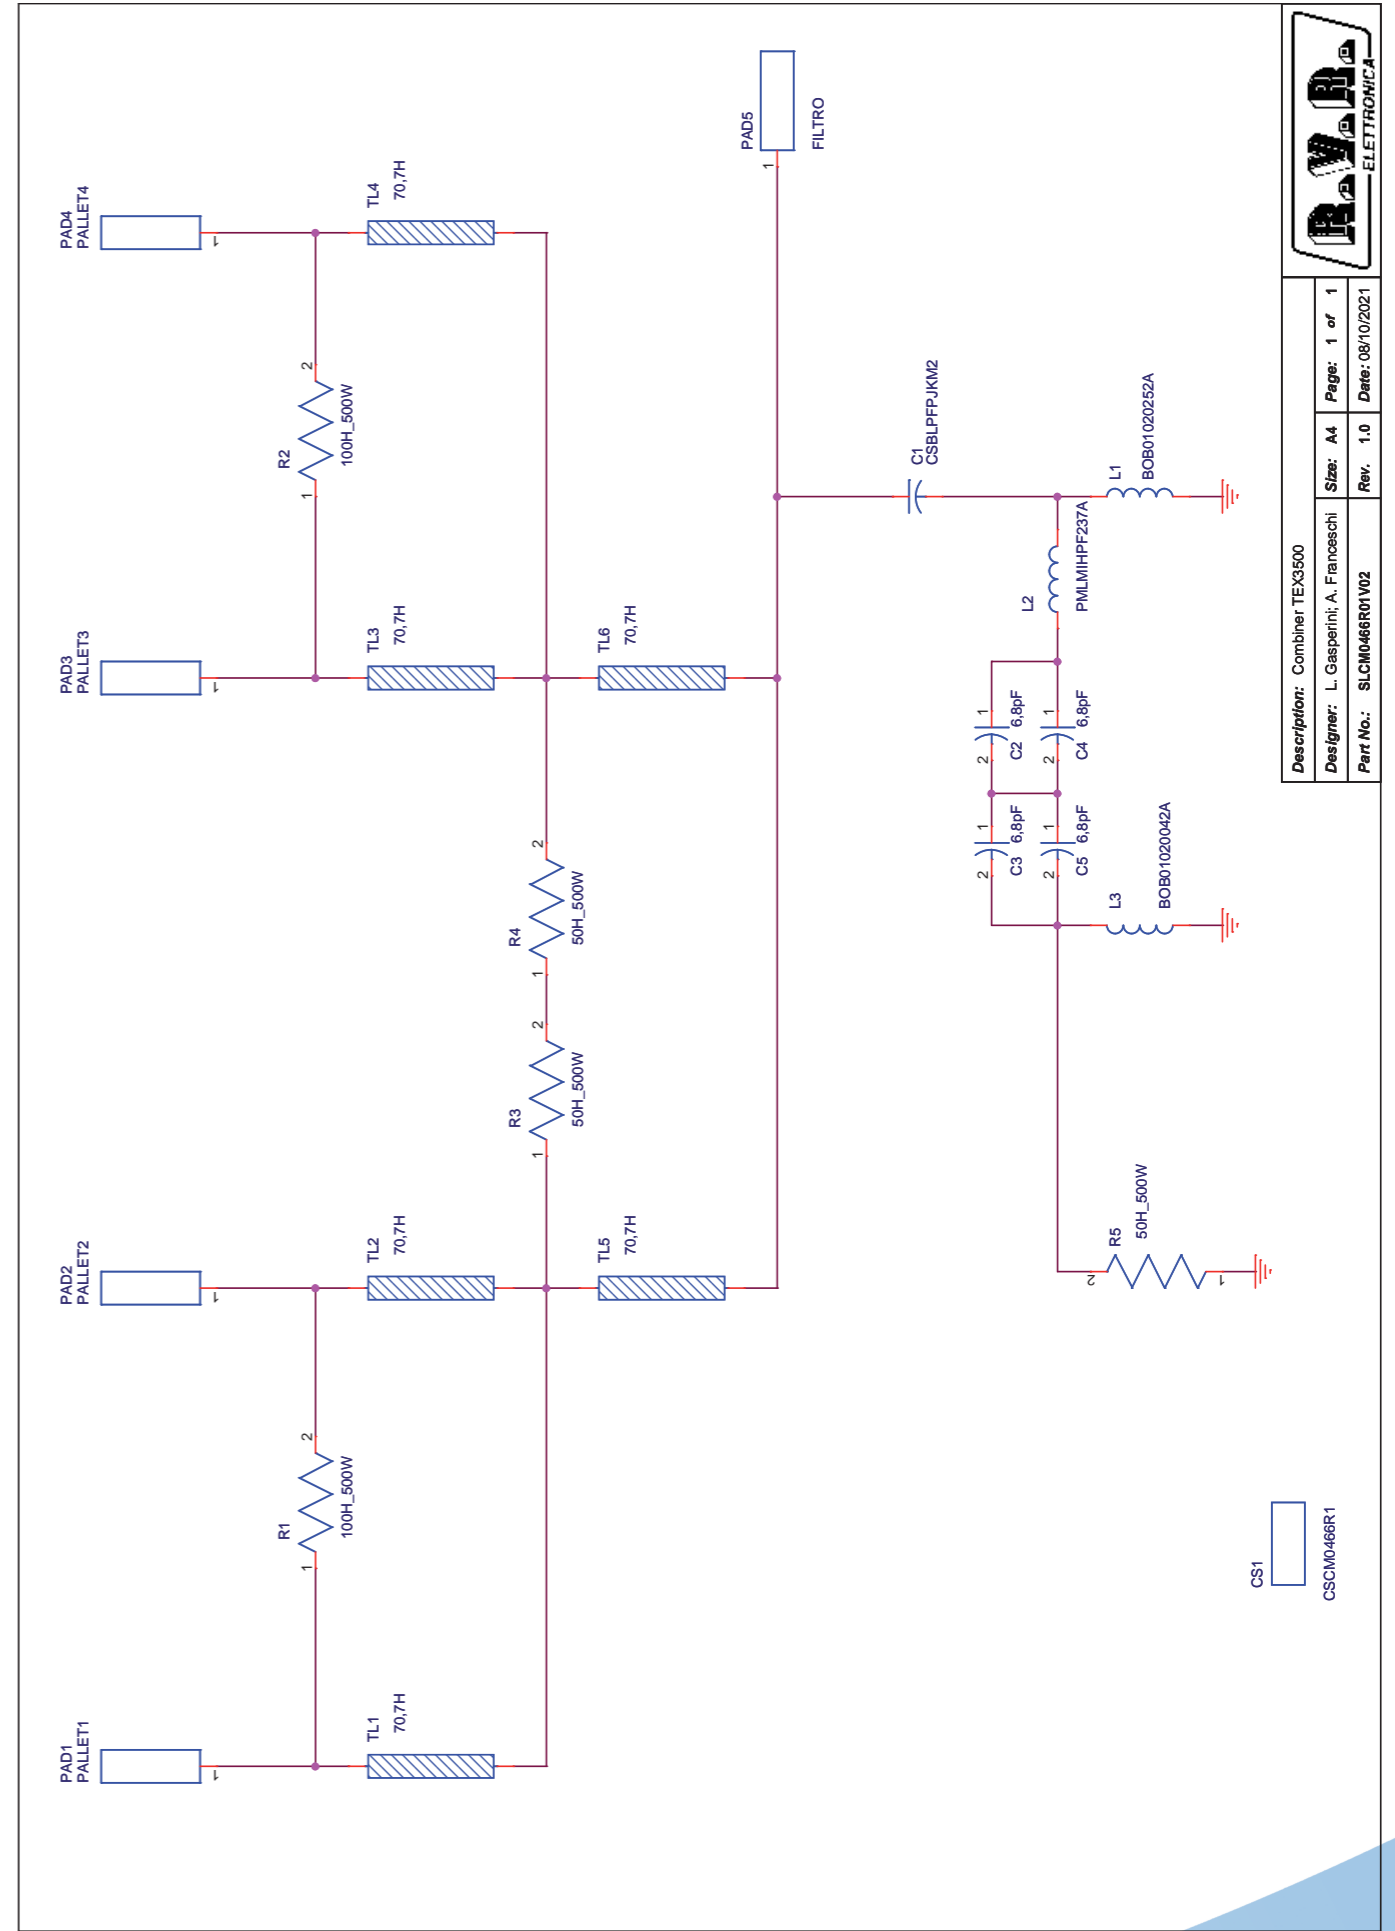 PAD1
PALLET1
1
PAD2
PALLET2
1
PAD3
PALLET3
1
PAD4
PALLET4
1
R1
1
2
100H_500W
R2
1
2
100H_500W
TL1
70,7H
TL2
70,7H
TL3
70,7H
TL4
70,7H
R3
1
2
50H_500W
R4
1
2
50H_500W
TL5
70,7H
TL6
70,7H
PAD5
1
FILTRO
C1
CSBLPFPJKM2
L2
PMLMIHPF237A
L1
BOB01020252A
C3
2
1
6,8pF
C2
2
1
6,8pF
C5
2
1
6,8pF
C4
2
1
6,8pF
L3
BOB01020042A
R5
50H_500W
2
1
CS1
CSCM0466R1
Description: Combiner TEX3500
Designer: L. Gasperini; A. Franceschi
Size: A4
Page: 1 of 1
Part No.: SLCM0466R01V02
Rev. 1.0
Date: 08/10/2021
R.V.R.
ELETTRONICA